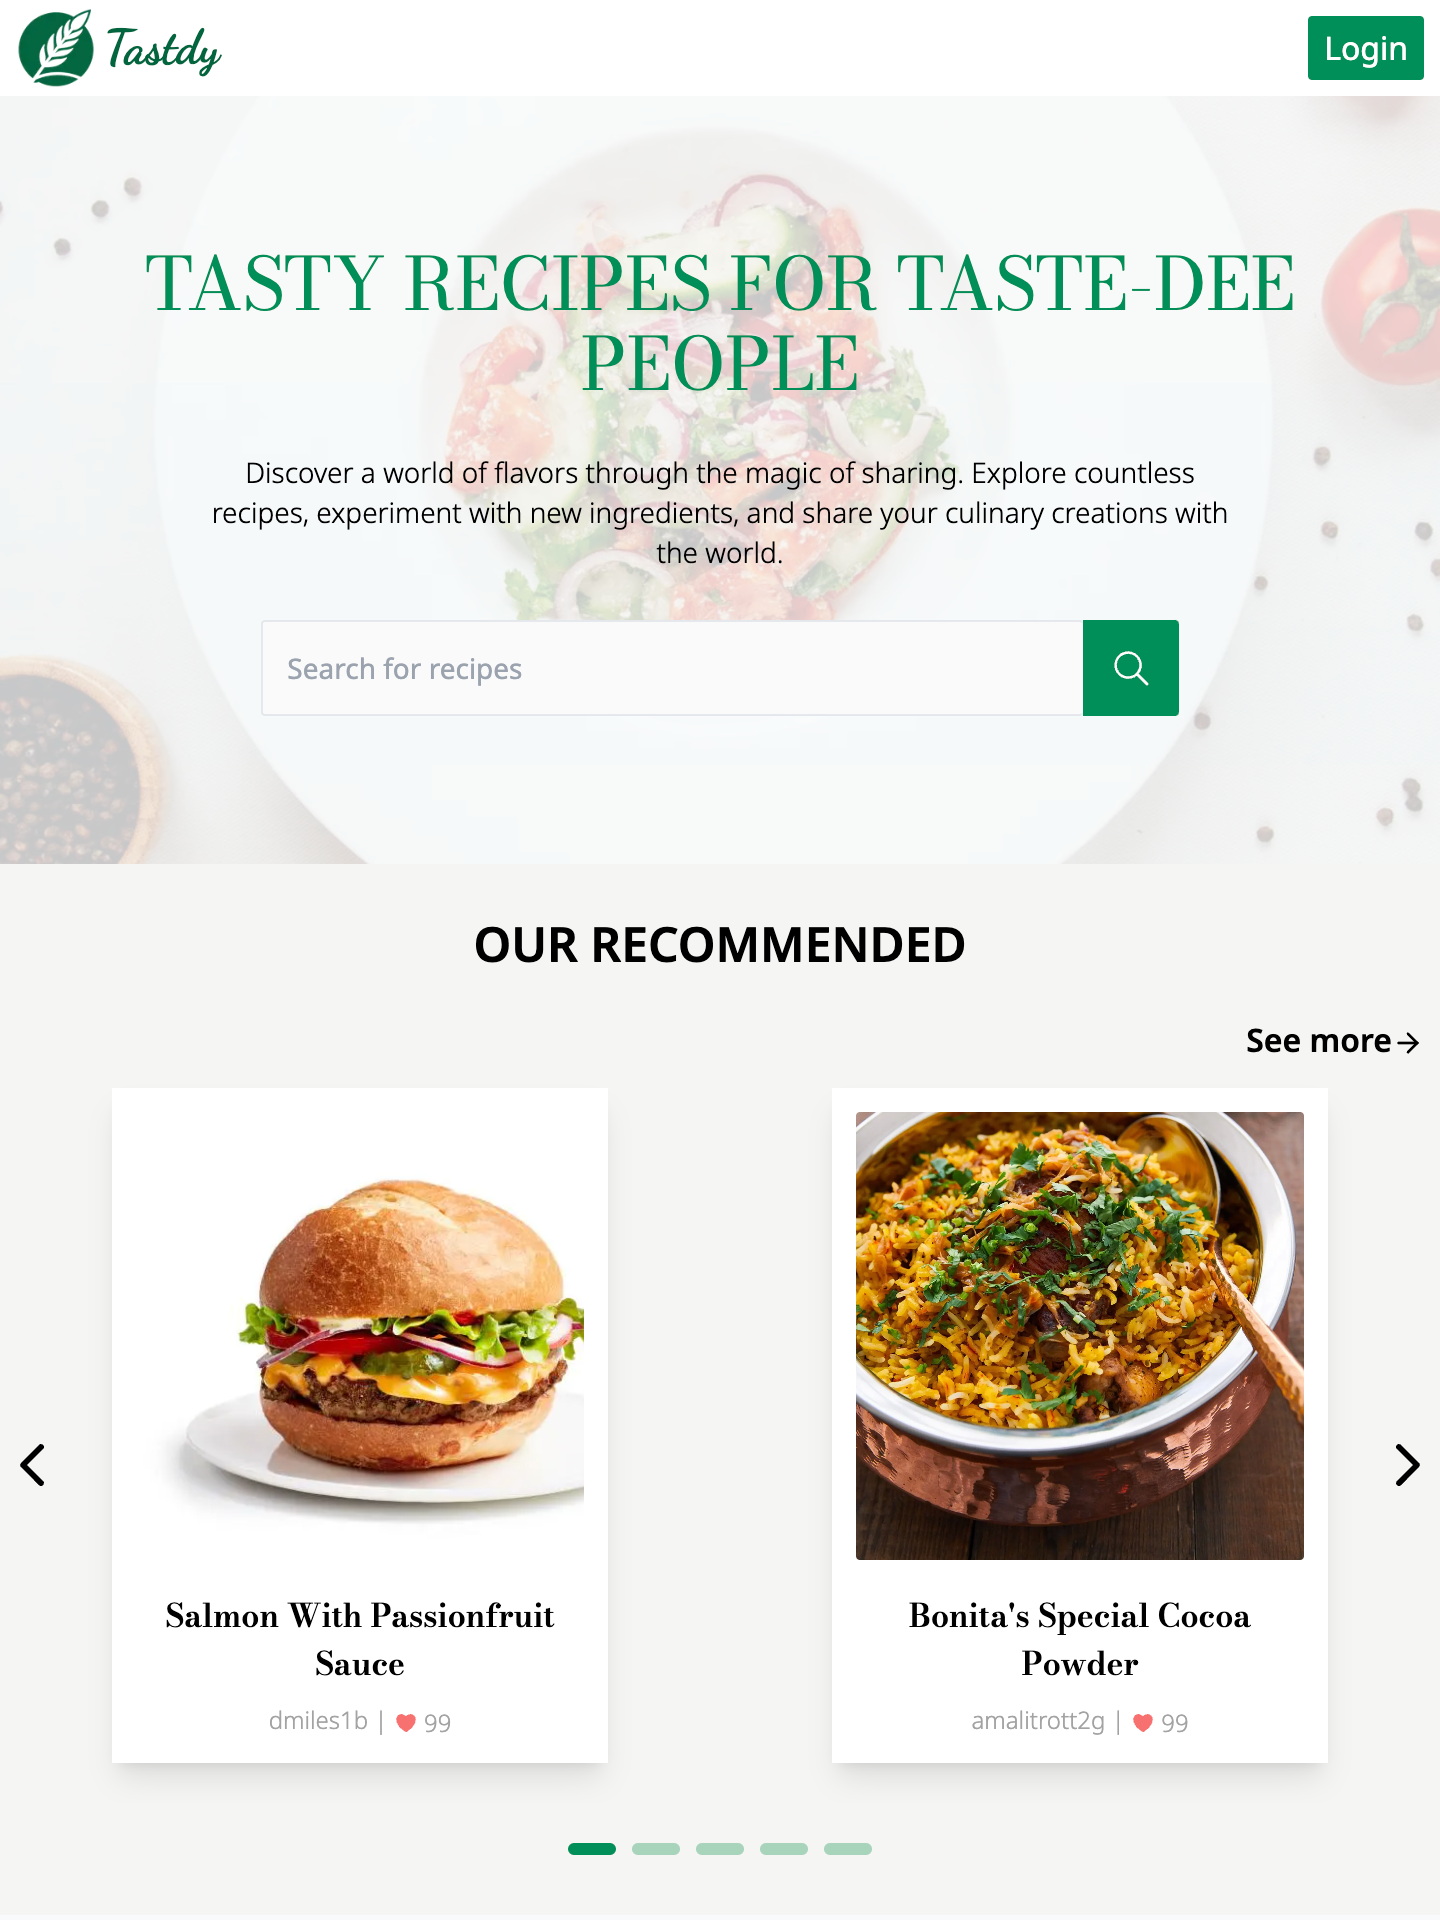 Tastdy
Login
TASTY RECIPES FOR TASTE-DEE
PEOPLE
Discover a world of flavors through the magic of sharing. Explore countless
recipes, experiment with new ingredients, and share your culinary creations with
the world.
Search for recipes
OUR RECOMMENDED
See more
Salmon With Passionfruit
Sauce
dmiles1b | 99
Bonita's Special Cocoa
Powder
amalitrott2g | 99